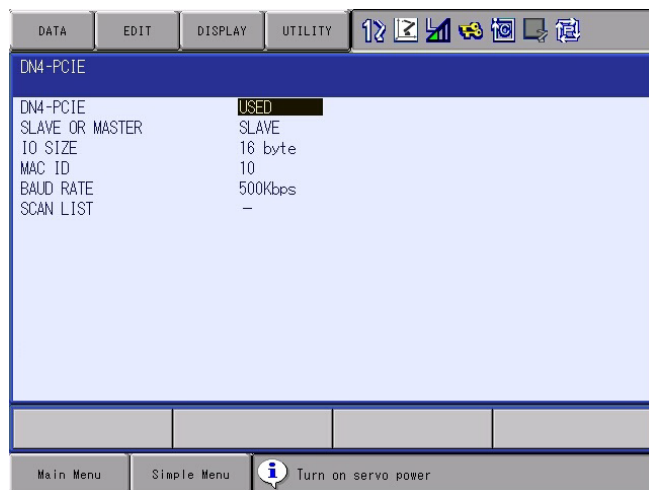 DATA EDIT DISPLAY UTILITY
DN4-PCIE
DN4-PCIE USED
SLAVE OR MASTER SLAVE
IO SIZE 16 byte
MAC ID 10
BAUD RATE 500Kbps
SCAN LIST –
Main Menu Simple Menu Turn on servo power